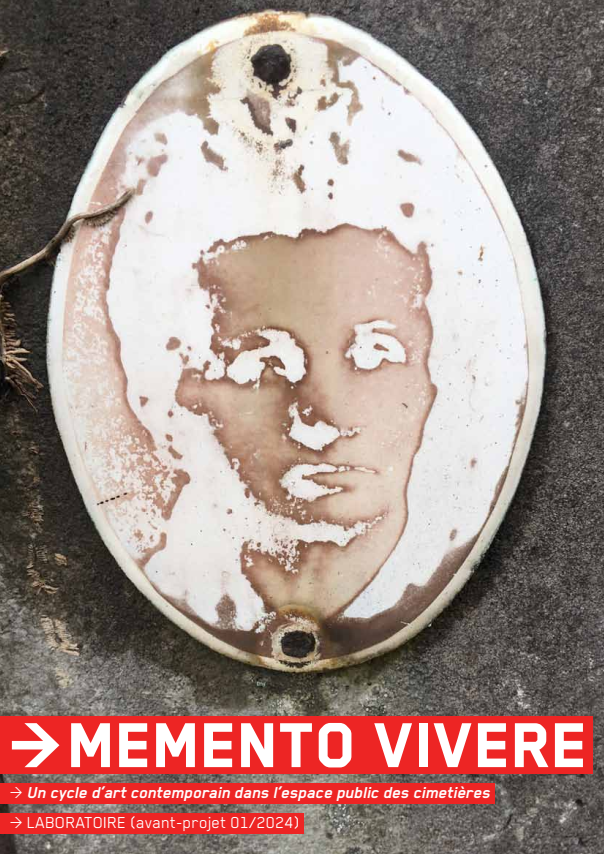 → MEMENTO VIVERE
→ Un cycle d’art contemporain dans l’espace public des cimetières
→ LABORATOIRE (avant-projet 01/2024)